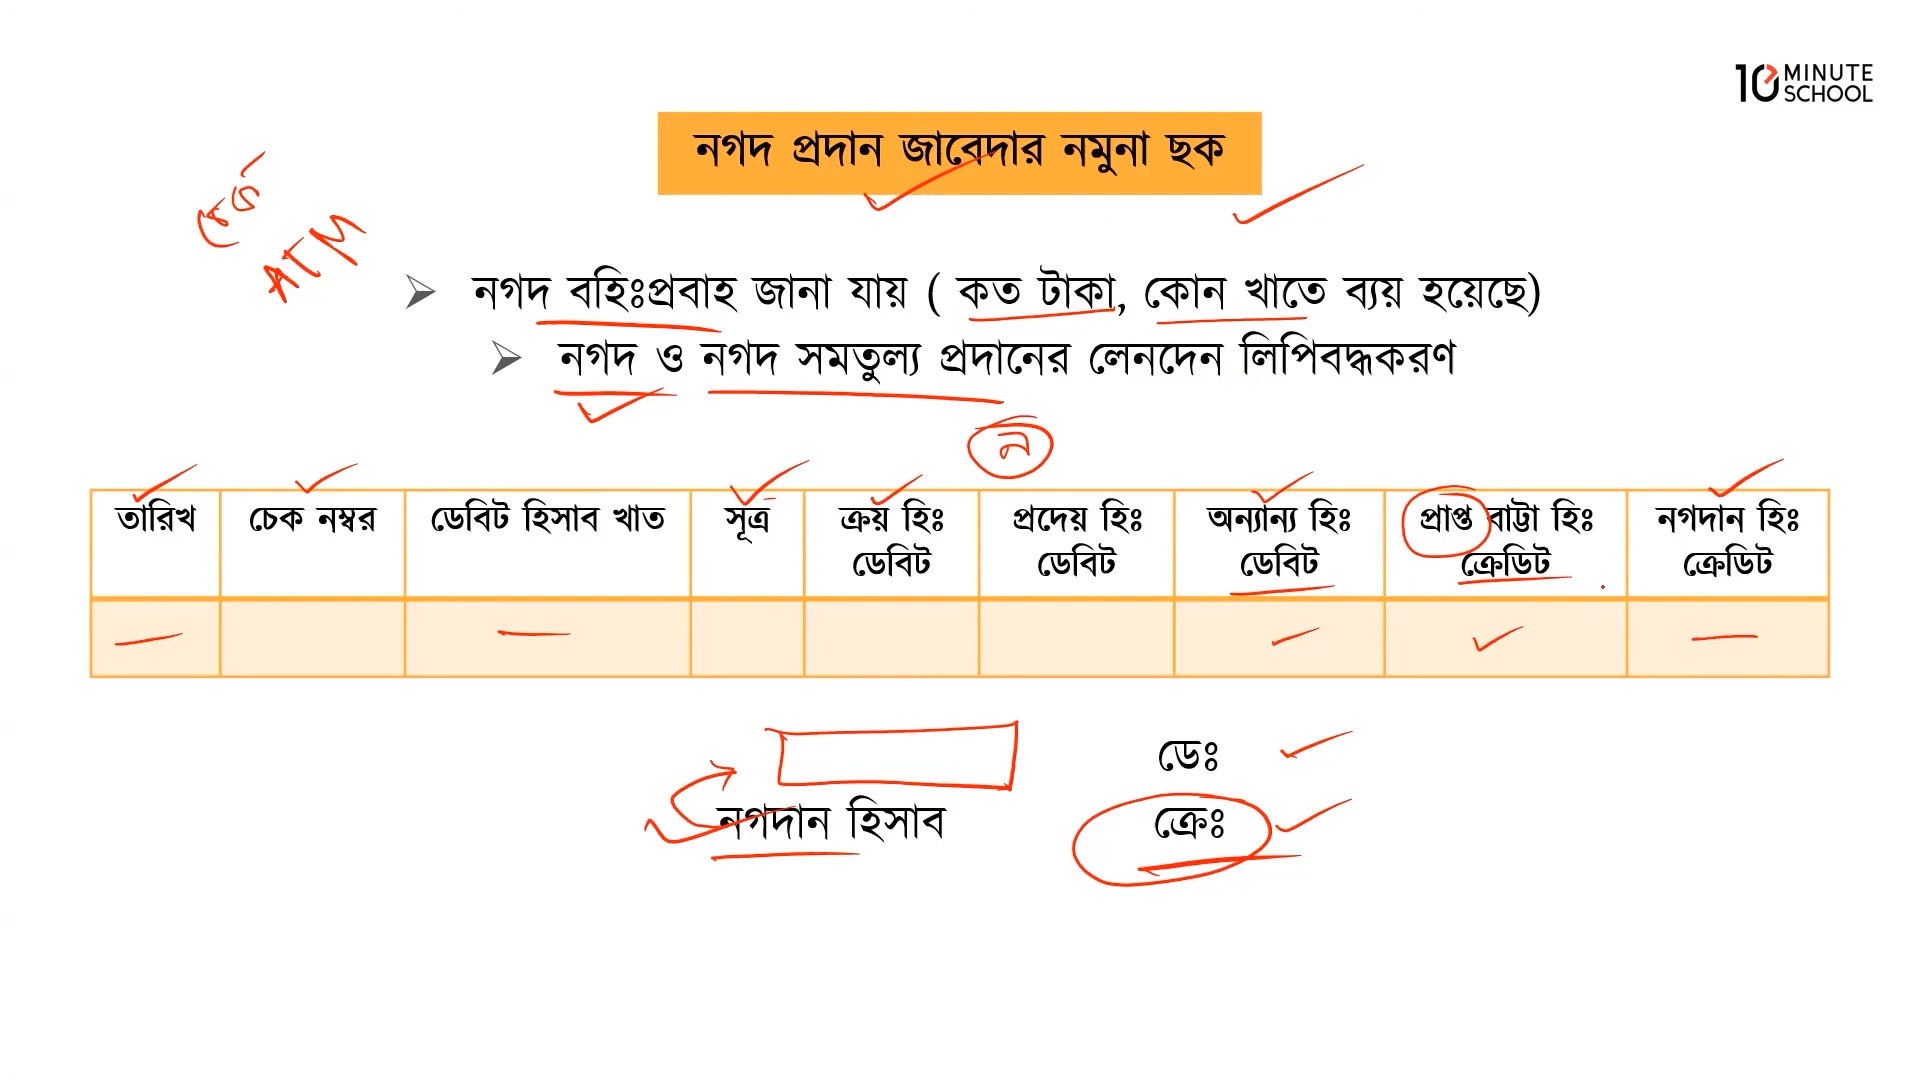 10 MINUTE SCHOOL
নগদ প্রদান জাবেদার নমুনা ছক
চেক
ATM
➢ নগদ বহিঃপ্রবাহ জানা যায় ( কত টাকা, কোন খাতে ব্যয় হয়েছে)
➢ নগদ ও নগদ সমতুল্য প্রদানের লেনদেন লিপিবদ্ধকরণ
ন
তারিখ চেক নম্বর ডেবিট হিসাব খাত সূত্র ক্রয় হিঃ ডেবিট প্রদেয় হিঃ ডেবিট অন্যান্য হিঃ ডেবিট প্রাপ্ত বাট্টা হিঃ ক্রেডিট নগদান হিঃ ক্রেডিট
ডেঃ
নগদান হিসাব ক্রেঃ